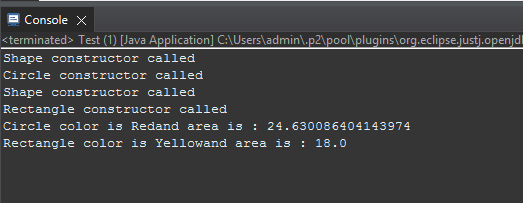 Console
<terminated> Test (1) [Java Application] C:\Users\admin\.p2\pool\plugins\org.eclipse.justj.openjd
Shape constructor called
Circle constructor called
Shape constructor called
Rectangle constructor called
Circle color is Redand area is : 24.630086404143974
Rectangle color is Yellowand area is : 18.0